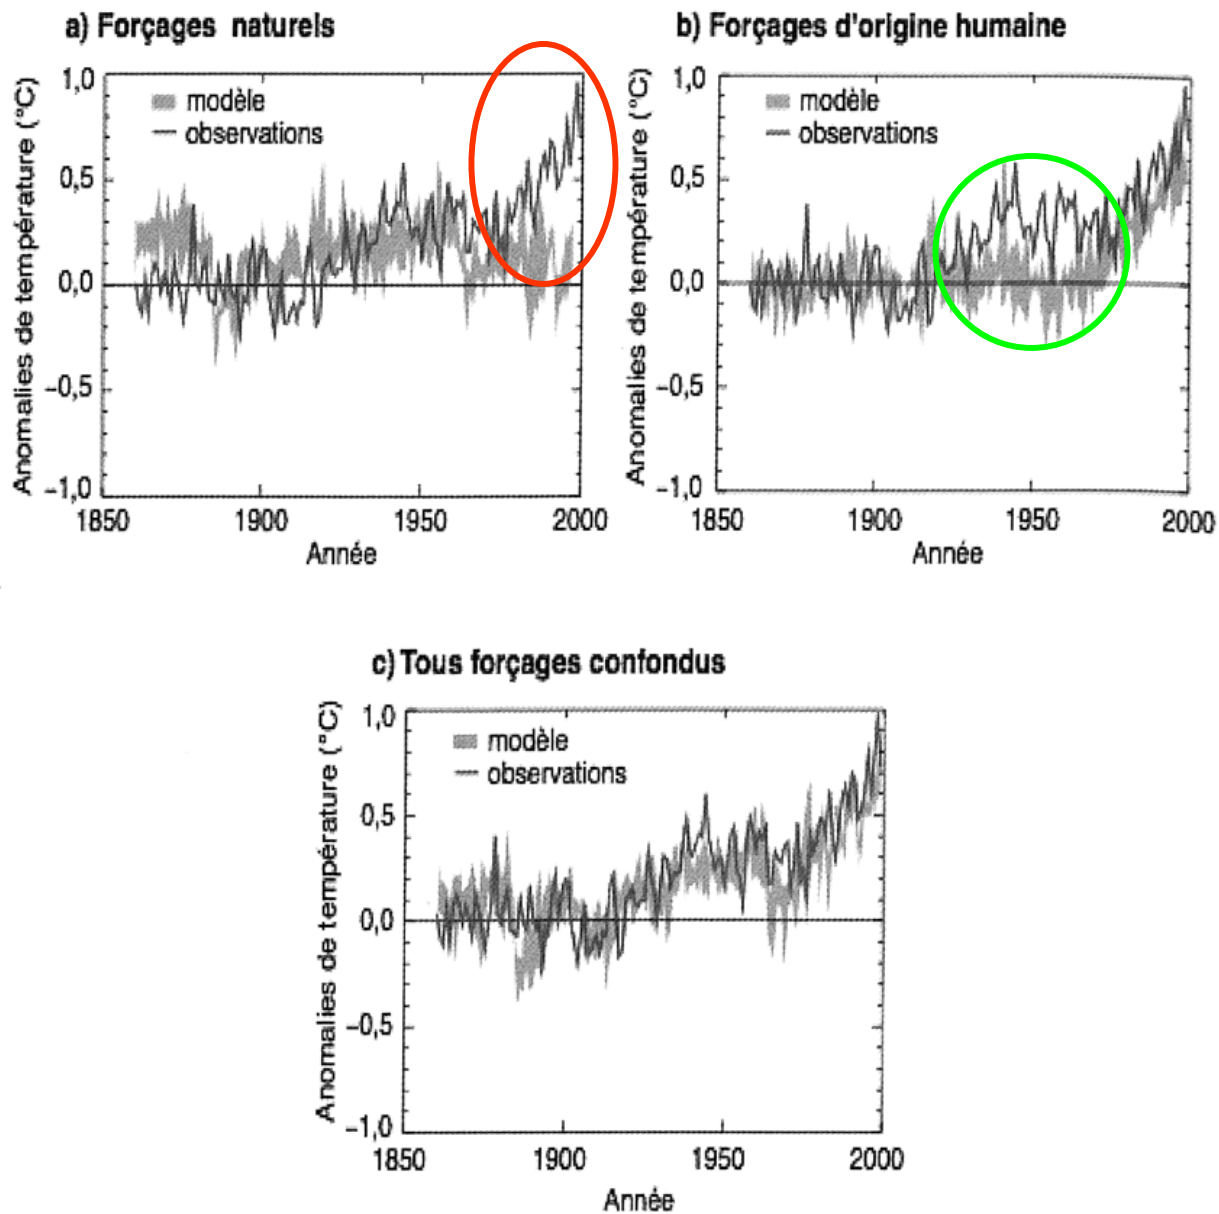 a) Forçages naturels
Anomalies de température (°C)
1,0
0,5
0,0
−0,5
−1,0
modèle
observations
1850 1900 1950 2000
Année
b) Forçages d'origine humaine
Anomalies de température (°C)
1,0
0,5
0,0
−0,5
−1,0
modèle
observations
1850 1900 1950 2000
Année
c) Tous forçages confondus
Anomalies de température (°C)
1,0
0,5
0,0
−0,5
−1,0
modèle
observations
1850 1900 1950 2000
Année